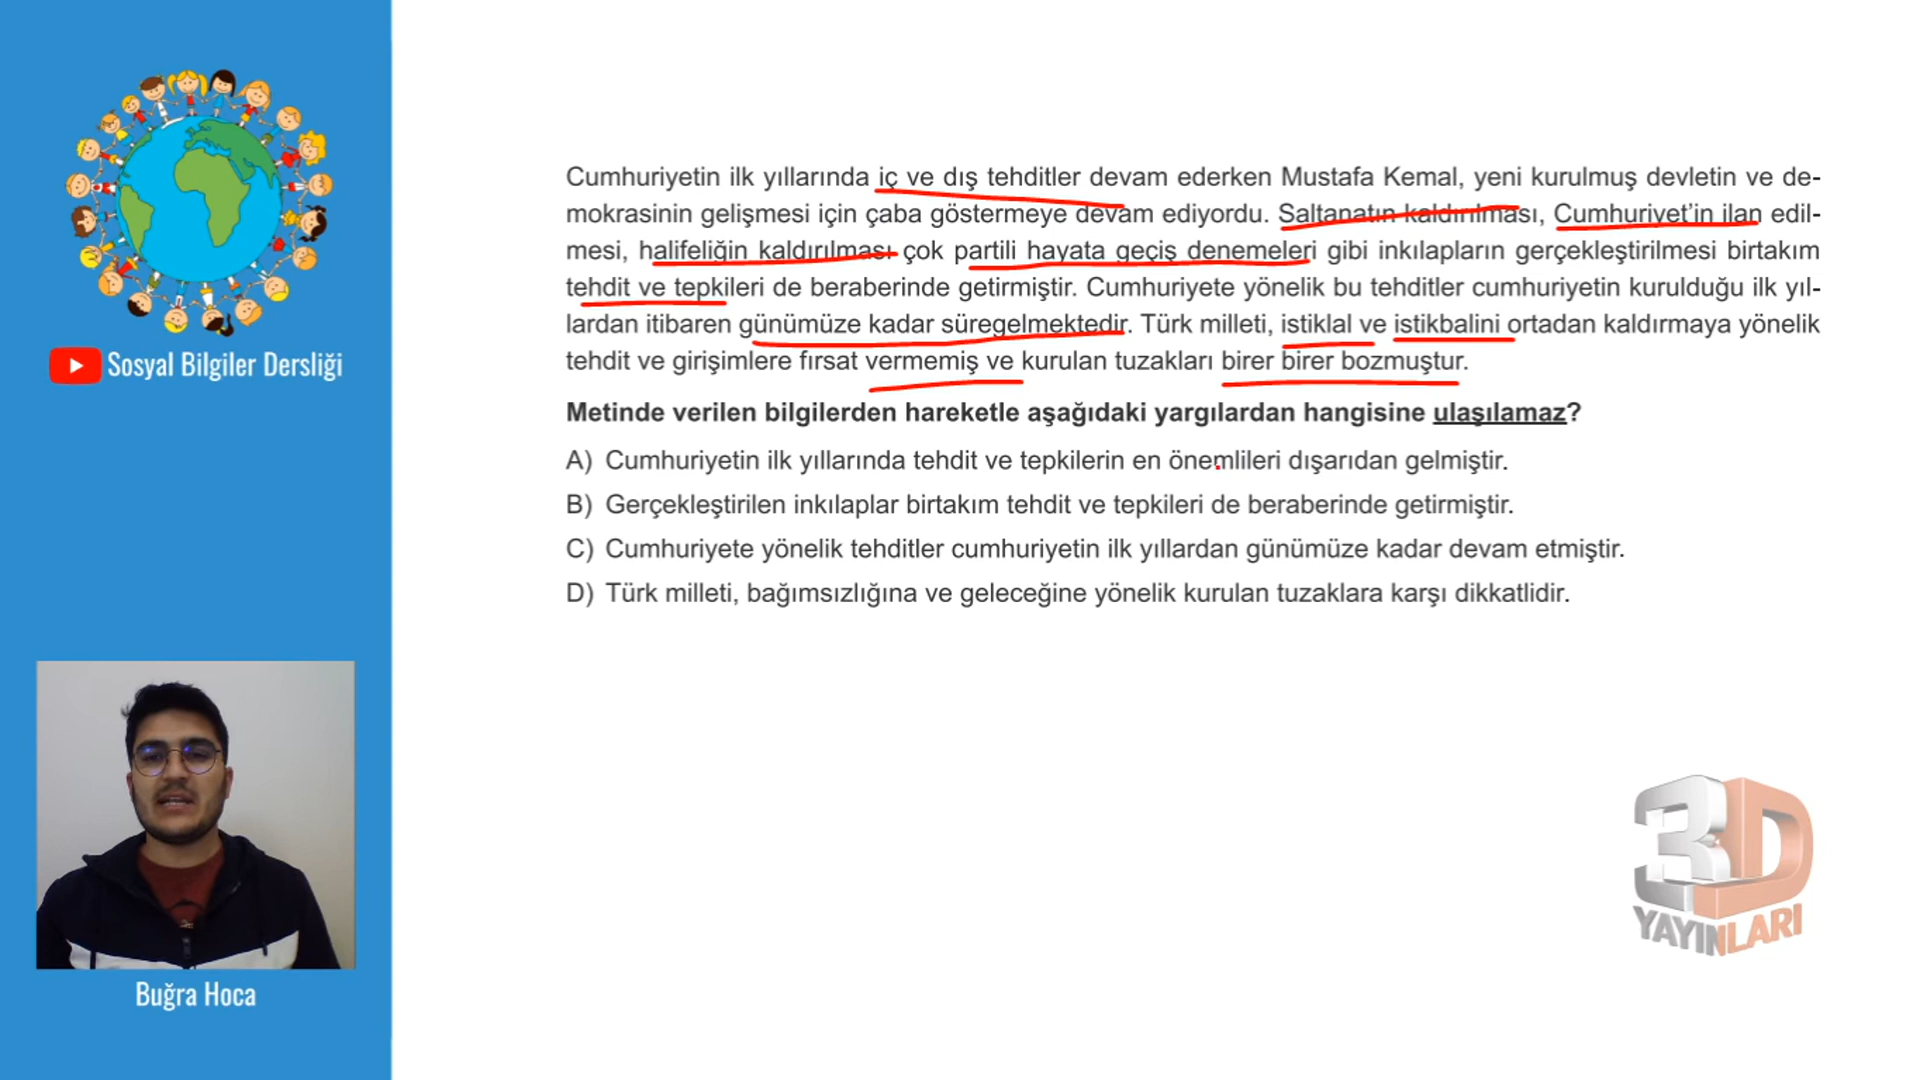 Cumhuriyetin ilk yıllarında iç ve dış tehditler devam ederken Mustafa Kemal, yeni kurulmuş devletin ve de-
mokrasinin gelişmesi için çaba göstermeye devam ediyordu. Saltanatın kaldırılması, Cumhuriyet'in ilan edil-
mesi, halifeliğin kaldırılması çok partili hayata geçiş denemeleri gibi inkılapların gerçekleştirilmesi birtakım
tehdit ve tepkileri de beraberinde getirmiştir. Cumhuriyete yönelik bu tehditler cumhuriyetin kurulduğu ilk yıl-
lardan itibaren günümüze kadar süregelmektedir. Türk milleti, istiklal ve istikbalini ortadan kaldırmaya yönelik
tehdit ve girişimlere fırsat vermemiş ve kurulan tuzakları birer birer bozmuştur.
Metinde verilen bilgilerden hareketle aşağıdaki yargılardan hangisine ulaşılamaz?
A) Cumhuriyetin ilk yıllarında tehdit ve tepkilerin en önemlileri dışarıdan gelmiştir.
B) Gerçekleştirilen inkılaplar birtakım tehdit ve tepkileri de beraberinde getirmiştir.
C) Cumhuriyete yönelik tehditler cumhuriyetin ilk yıllardan günümüze kadar devam etmiştir.
D) Türk milleti, bağımsızlığına ve geleceğine yönelik kurulan tuzaklara karşı dikkatlidir.
Sosyal Bilgiler Dersliği
Buğra Hoca
3D
YAYINLARI